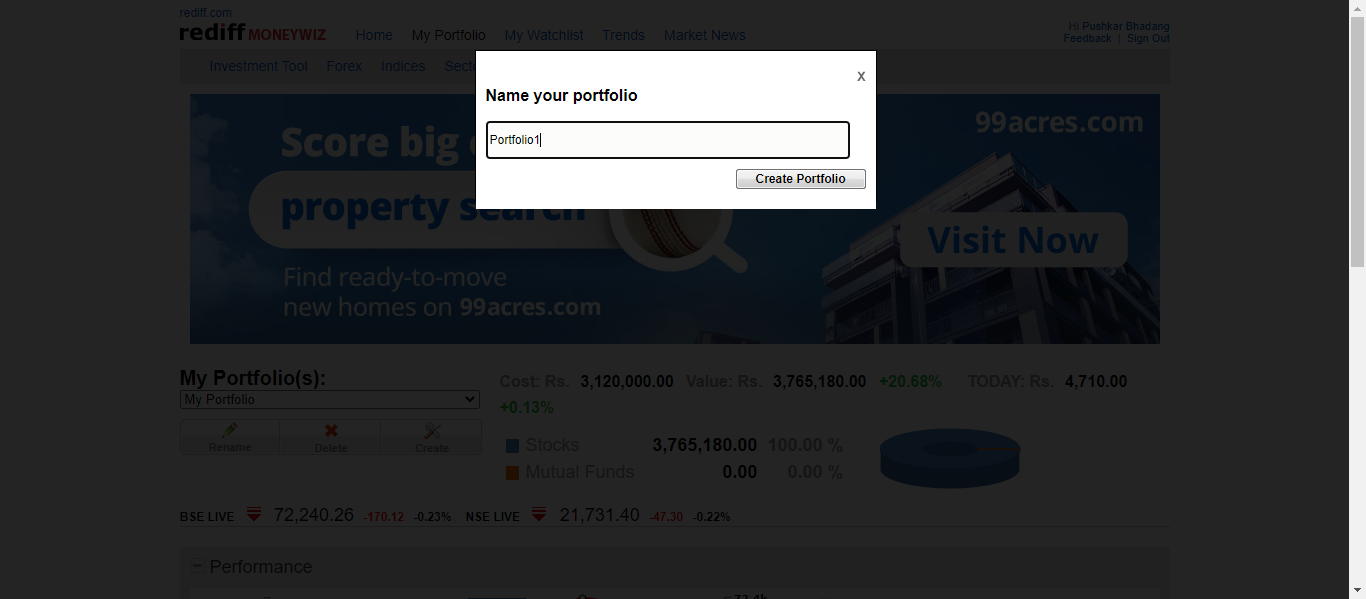 rediff.com
rediff MONEYWIZ
Home My Portfolio My Watchlist Trends Market News
Hi Pushkar Bhadang
Feedback | Sign Out
Investment Tool Forex Indices
X
Name your portfolio
Portfolio1
Create Portfolio
Score big
property search
Find ready-to-move
new homes on 99acres.com
99acres.com
Visit Now
My Portfolio(s):
My Portfolio
Rename Delete Create
Cost: Rs. 3,120,000.00 Value: Rs. 3,765,180.00 +20.68% TODAY: Rs. 4,710.00
+0.13%
Stocks 3,765,180.00 100.00 %
Mutual Funds 0.00 0.00 %
BSE LIVE 72,240.26 -170.12 -0.23% NSE LIVE 21,731.40 -47.30 -0.22%
Performance